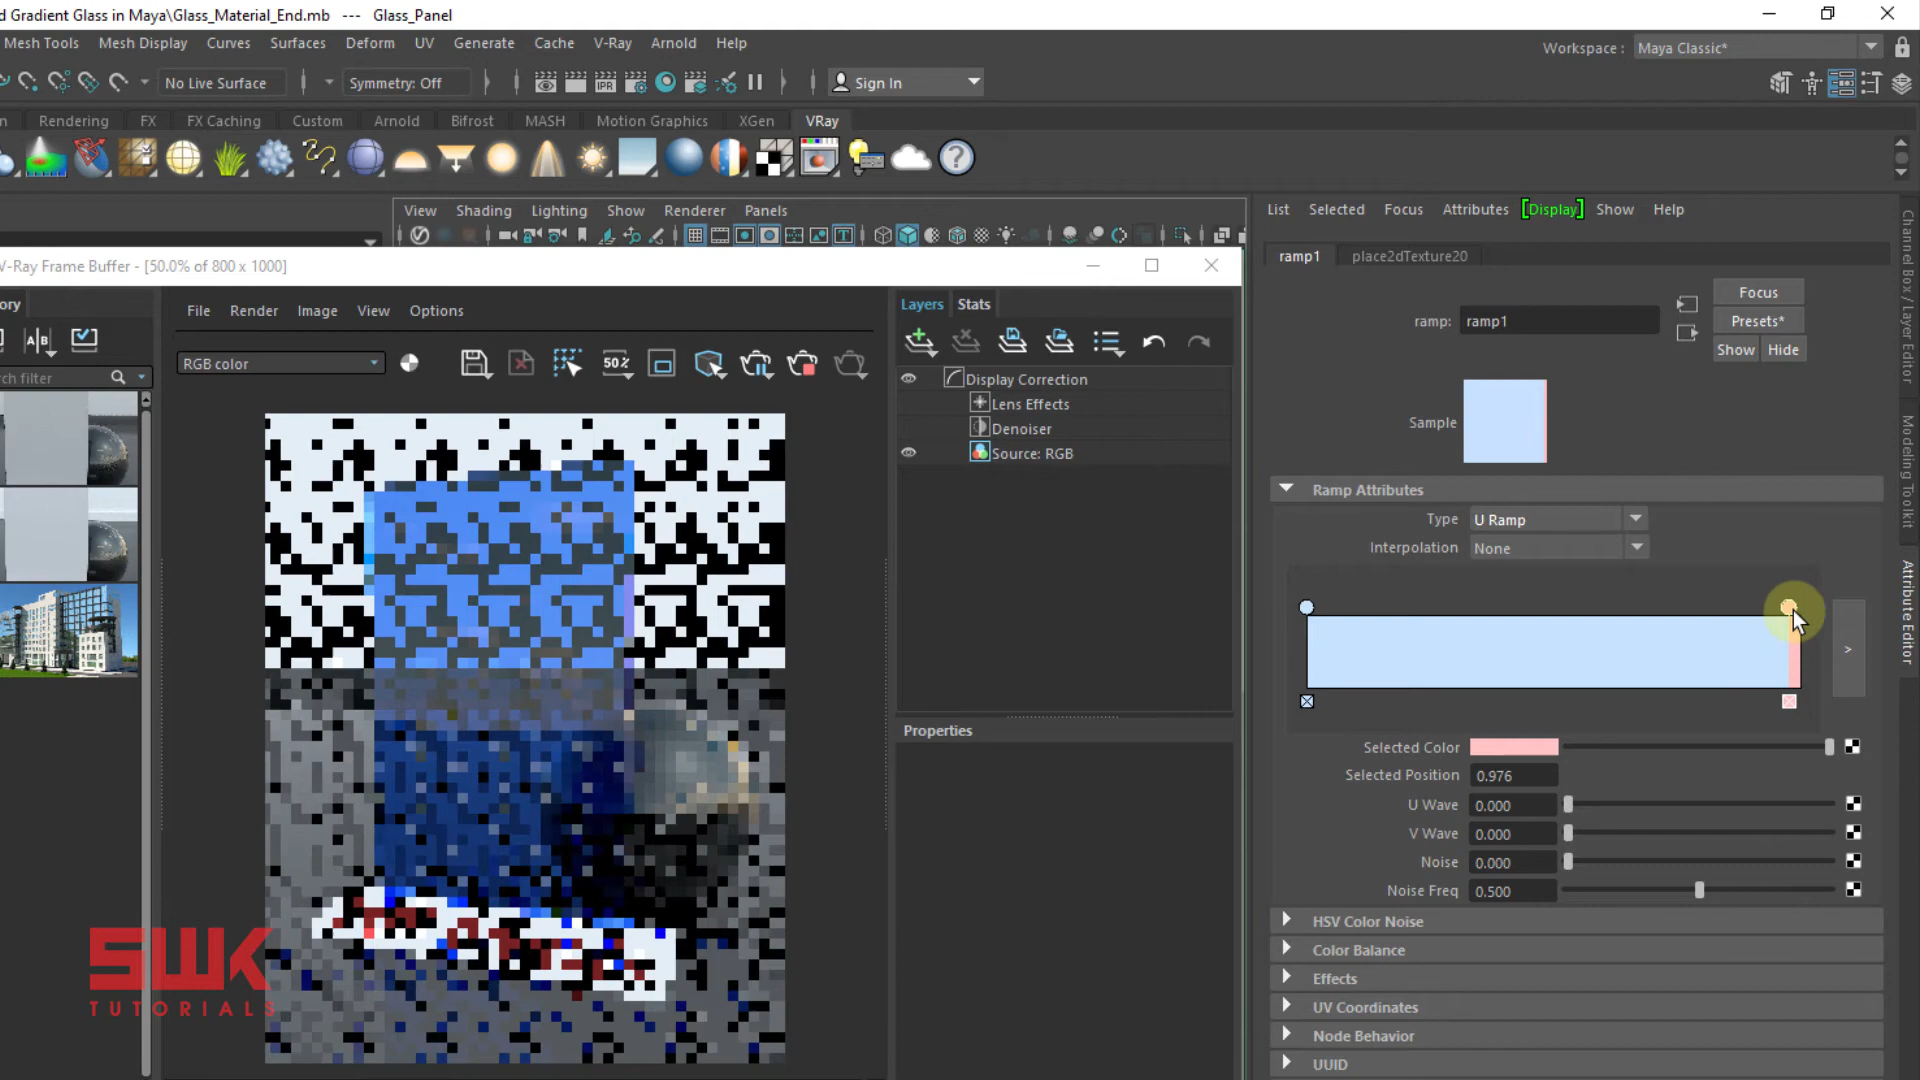 d Gradient Glass in Maya\Glass_Material_End.mb --- Glass_Panel
Mesh Tools Mesh Display Curves Surfaces Deform UV Generate Cache V-Ray Arnold Help
Workspace : Maya Classic*
No Live Surface Symmetry: Off IPR Sign In
n Rendering FX FX Caching Custom Arnold Bifrost MASH Motion Graphics XGen VRay
View Shading Lighting Show Renderer Panels
List Selected Focus Attributes Display Show Help
V-Ray Frame Buffer - [50.0% of 800 x 1000]
ramp1 place2dTexture20
ory
File Render Image View Options
Layers Stats
ramp: ramp1
Focus
Presets*
Show Hide
RGB color
50%
A B
rch filter
Display Correction
Lens Effects
Denoiser
Source: RGB
Sample
Ramp Attributes
Type U Ramp
Interpolation None
>
Properties
Selected Color
Selected Position 0.976
U Wave 0.000
V Wave 0.000
Noise 0.000
Noise Freq 0.500
HSV Color Noise
Color Balance
Effects
UV Coordinates
Node Behavior
UUID
Channel Box / Layer Editor
Modeling Toolkit
Attribute Editor
SWK
TUTORIALS